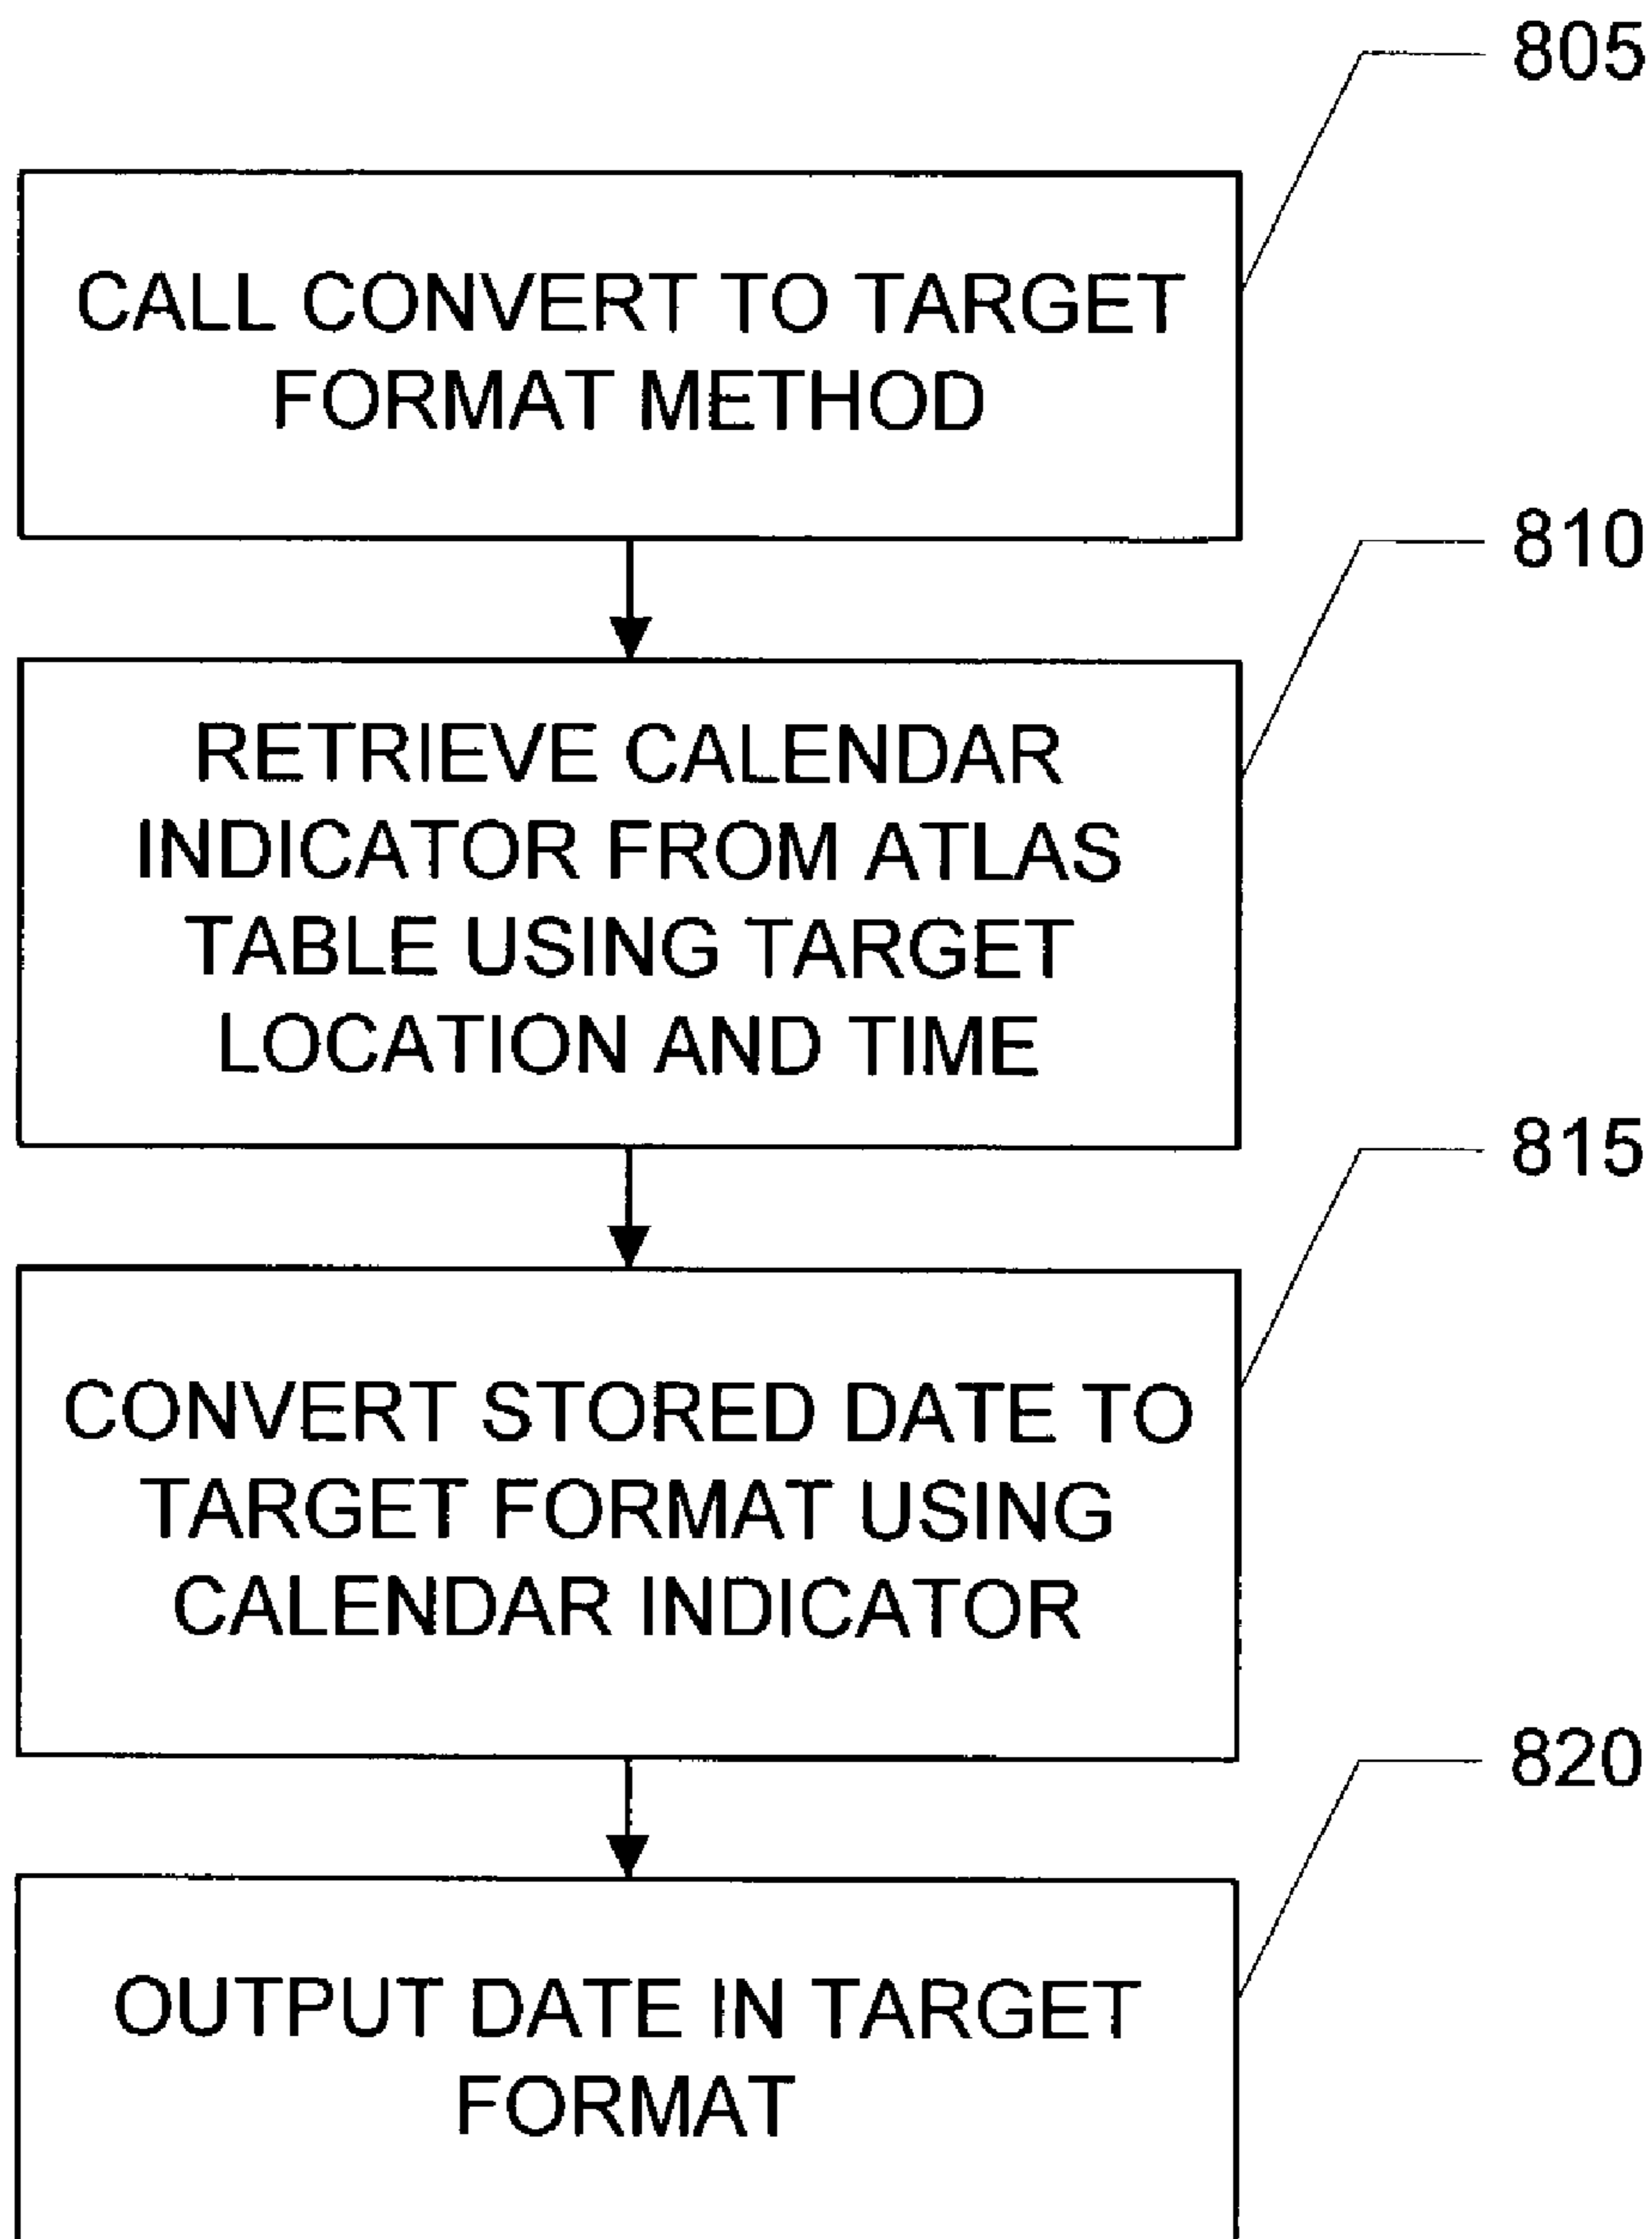 805
CALL CONVERT TO TARGET
FORMAT METHOD
810
RETRIEVE CALENDAR
INDICATOR FROM ATLAS
TABLE USING TARGET
LOCATION AND TIME
815
CONVERT STORED DATE TO
TARGET FORMAT USING
CALENDAR INDICATOR
820
OUTPUT DATE IN TARGET
FORMAT